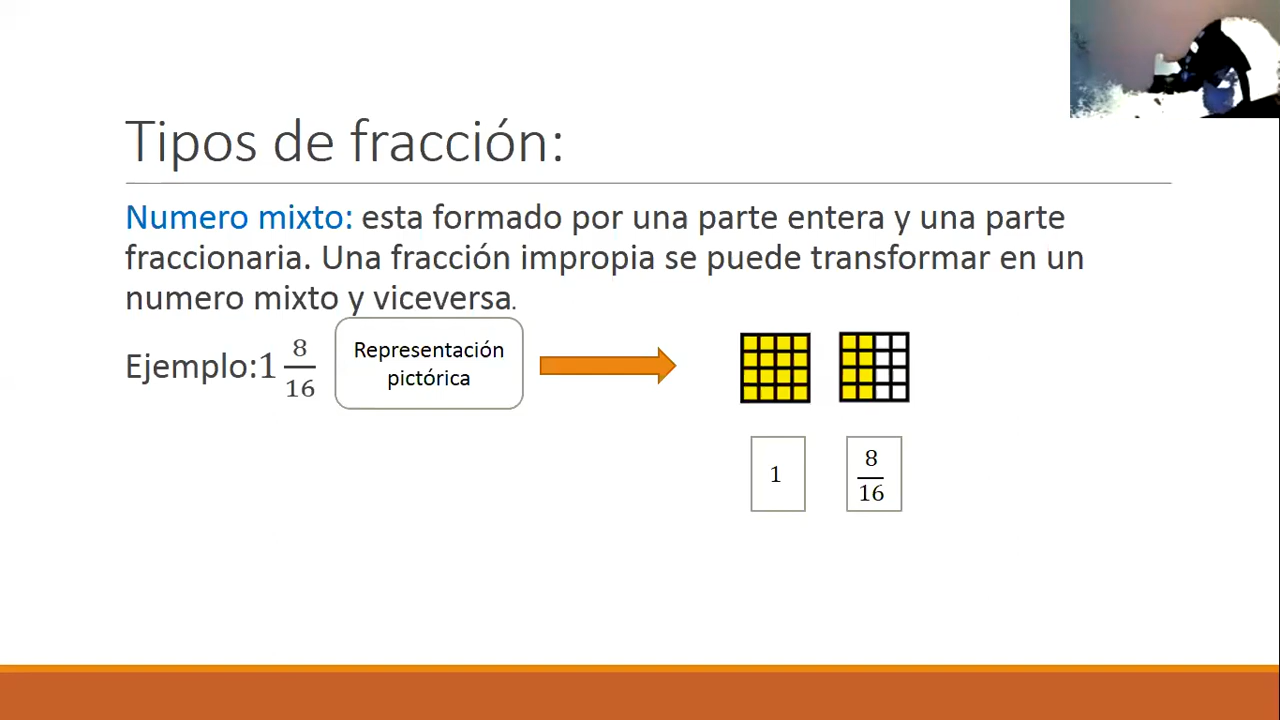 Tipos de fracción:
Numero mixto: esta formado por una parte entera y una parte
fraccionaria. Una fracción impropia se puede transformar en un
numero mixto y viceversa.
Ejemplo:1 8/16
Representación
pictórica
1
8/16